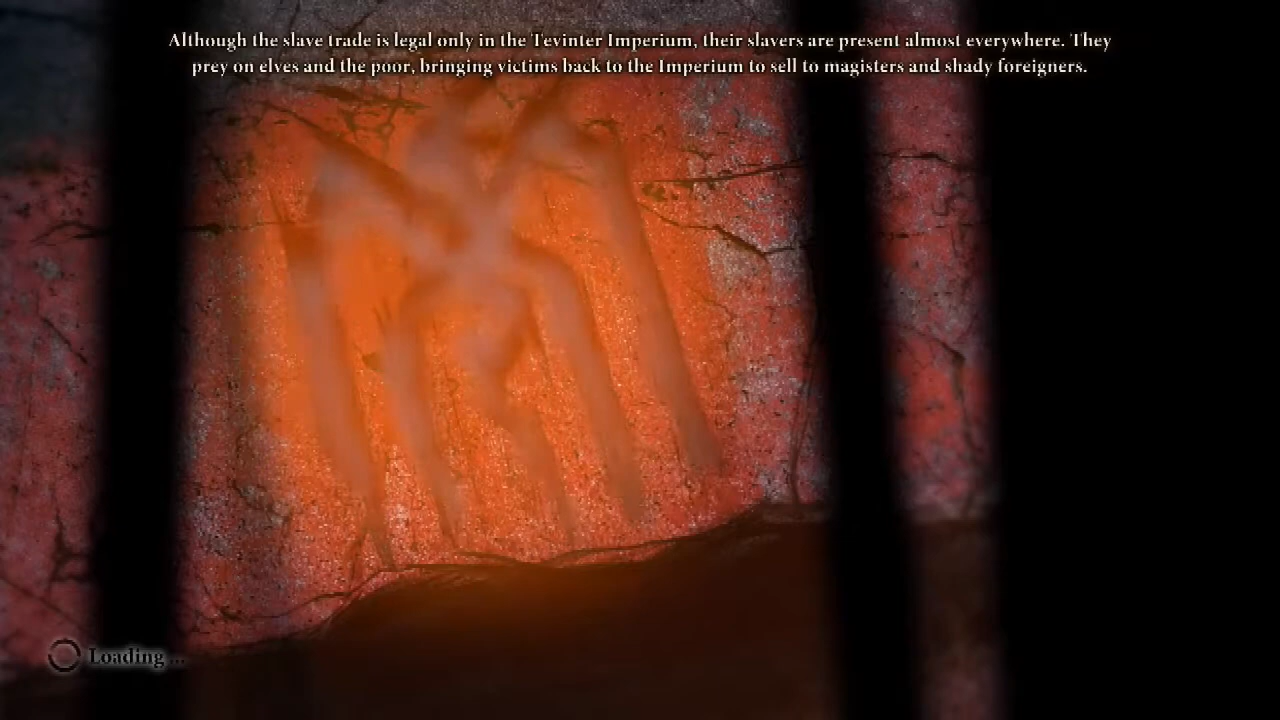 Although the slave trade is legal only in the Tevinter Imperium, their slavers are present almost everywhere. They
prey on elves and the poor, bringing victims back to the Imperium to sell to magisters and shady foreigners.
Loading ...